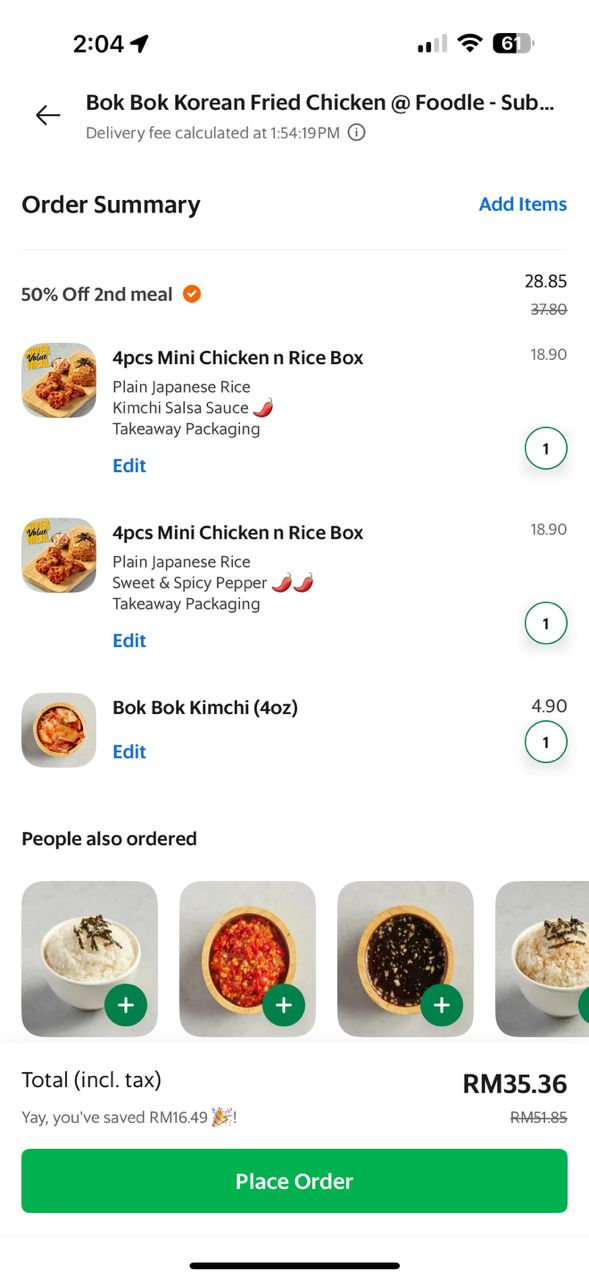 2:04
61
Bok Bok Korean Fried Chicken @ Foodle - Sub...
Delivery fee calculated at 1:54:19PM
Order Summary
Add Items
50% Off 2nd meal
28.85
37.80
4pcs Mini Chicken n Rice Box
18.90
Plain Japanese Rice
Kimchi Salsa Sauce 🌶️
Takeaway Packaging
Edit
1
4pcs Mini Chicken n Rice Box
18.90
Plain Japanese Rice
Sweet & Spicy Pepper 🌶️🌶️
Takeaway Packaging
Edit
1
Bok Bok Kimchi (4oz)
4.90
Edit
1
People also ordered
Total (incl. tax)
RM35.36
Yay, you've saved RM16.49 🎉!
RM51.85
Place Order